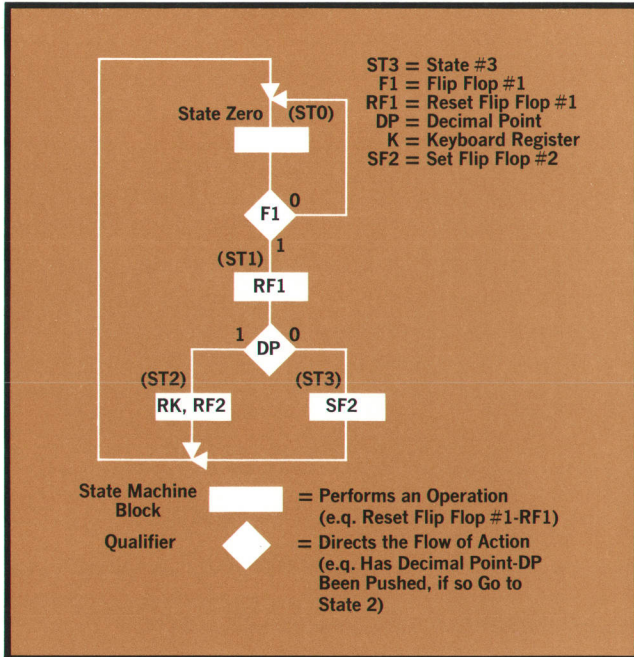 ST3 = State #3
F1 = Flip Flop #1
RF1 = Reset Flip Flop #1
DP = Decimal Point
K = Keyboard Register
SF2 = Set Flip Flop #2
State Zero (ST0)
F1
0
1
(ST1)
RF1
1
0
DP
(ST2)
(ST3)
RK, RF2
SF2
State Machine
Block
= Performs an Operation
(e.q. Reset Flip Flop #1-RF1)
Qualifier
= Directs the Flow of Action
(e.q. Has Decimal Point-DP
Been Pushed, if so Go to
State 2)